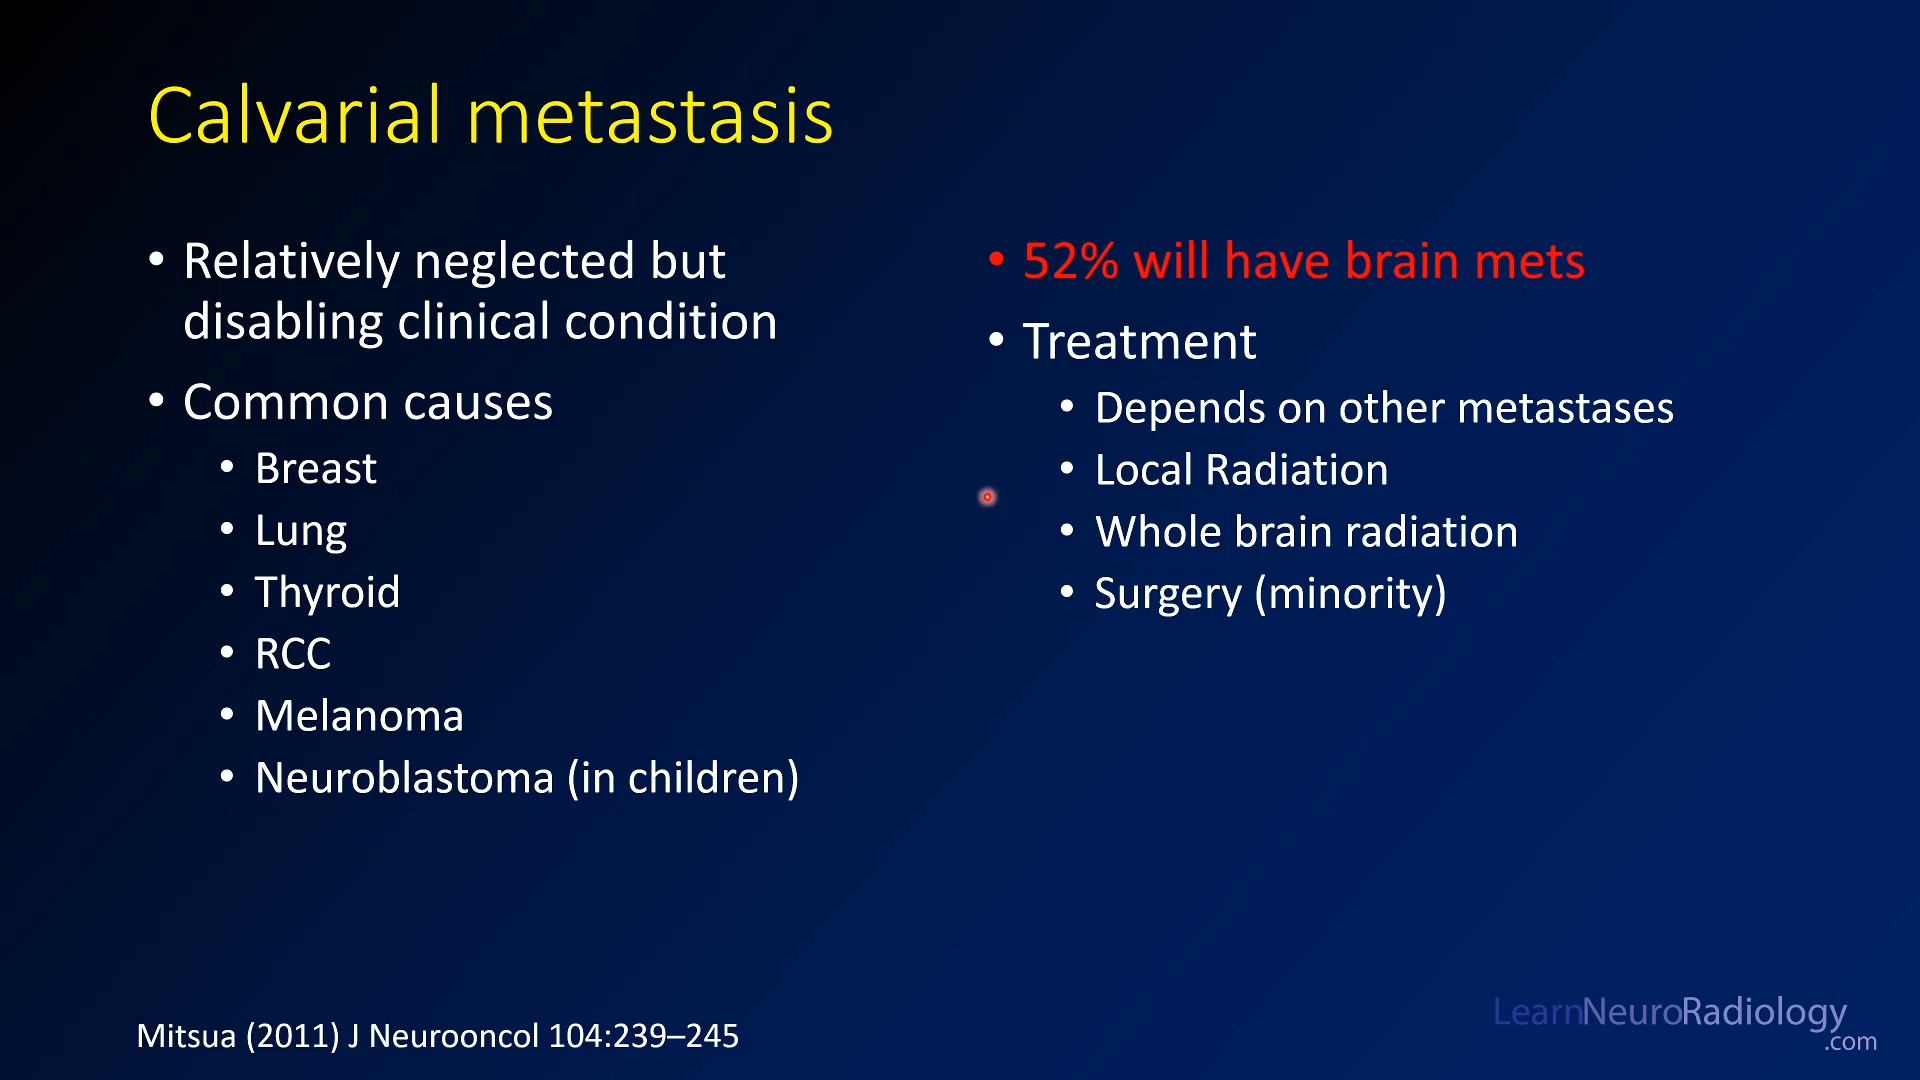 Calvarial metastasis
• Relatively neglected but
disabling clinical condition
• Common causes
• Breast
• Lung
• Thyroid
• RCC
• Melanoma
• Neuroblastoma (in children)
• 52% will have brain mets
• Treatment
• Depends on other metastases
• Local Radiation
• Whole brain radiation
• Surgery (minority)
Mitsua (2011) J Neurooncol 104:239–245
LearnNeuroRadiology
.com